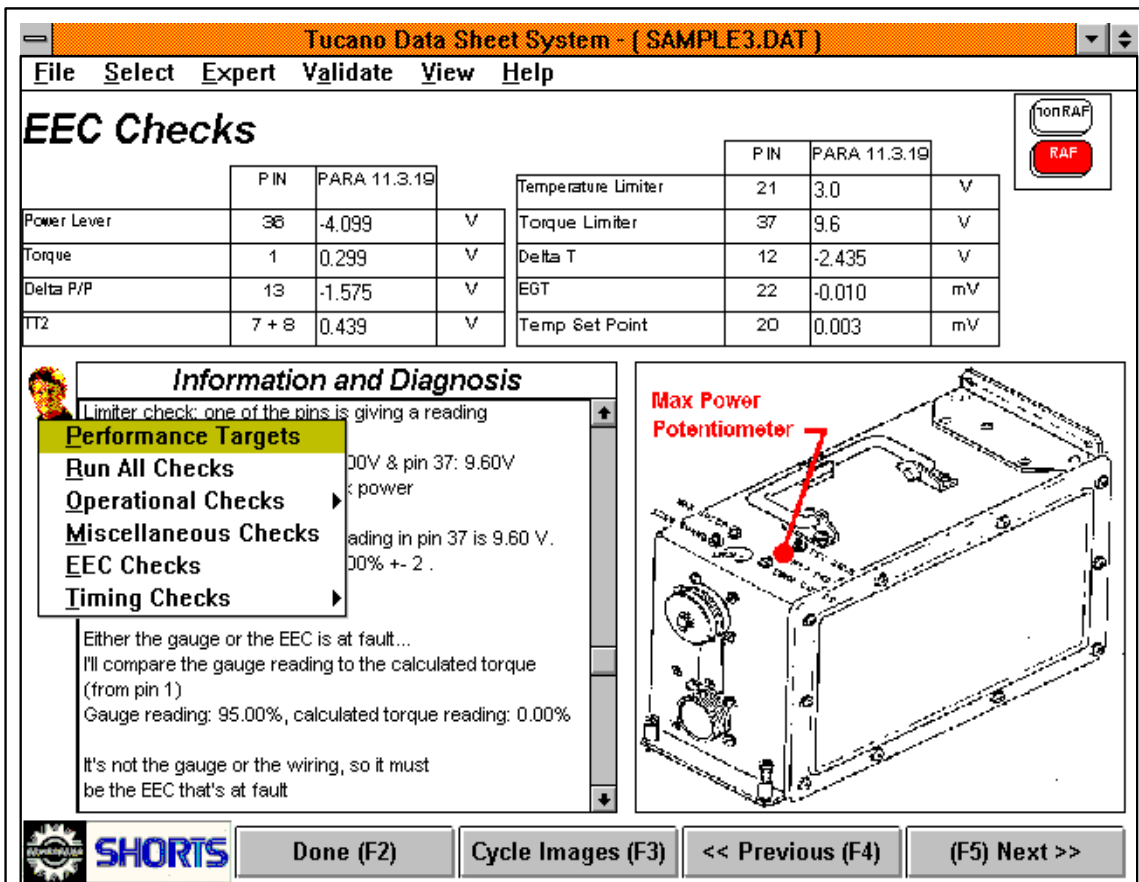 Tucano Data Sheet System - ( SAMPLE3.DAT )
File Select Expert Validate View Help
EEC Checks
nonRAF
RAF
PIN PARA 11.3.19
Power Lever 36 -4.099 V
Torque 1 0.299 V
Delta P/P 13 -1.575 V
TT2 7 + 8 0.439 V
PIN PARA 11.3.19
Temperature Limiter 21 3.0 V
Torque Limiter 37 9.6 V
Delta T 12 -2.435 V
EGT 22 -0.010 mV
Temp Set Point 20 0.003 mV
Information and Diagnosis
Limiter check: one of the pins is giving a reading
00V & pin 37: 9.60V
power
ading in pin 37 is 9.60 V.
00% +- 2 .
Performance Targets
Run All Checks
Operational Checks
Miscellaneous Checks
EEC Checks
Timing Checks
Either the gauge or the EEC is at fault...
I'll compare the gauge reading to the calculated torque
(from pin 1)
Gauge reading: 95.00%, calculated torque reading: 0.00%
It's not the gauge or the wiring, so it must
be the EEC that's at fault
Max Power
Potentiometer
SHORTS
Done (F2)
Cycle Images (F3)
<< Previous (F4)
(F5) Next >>